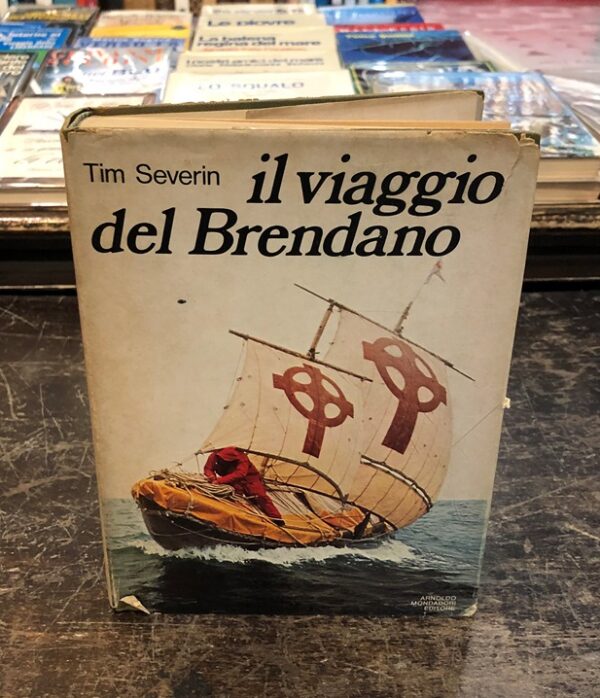 Le piovre
La balena
regina del mare
LO SQUALO
Tim Severin
il viaggio
del Brendano
ARNOLDO
MONDADORI
EDITORE